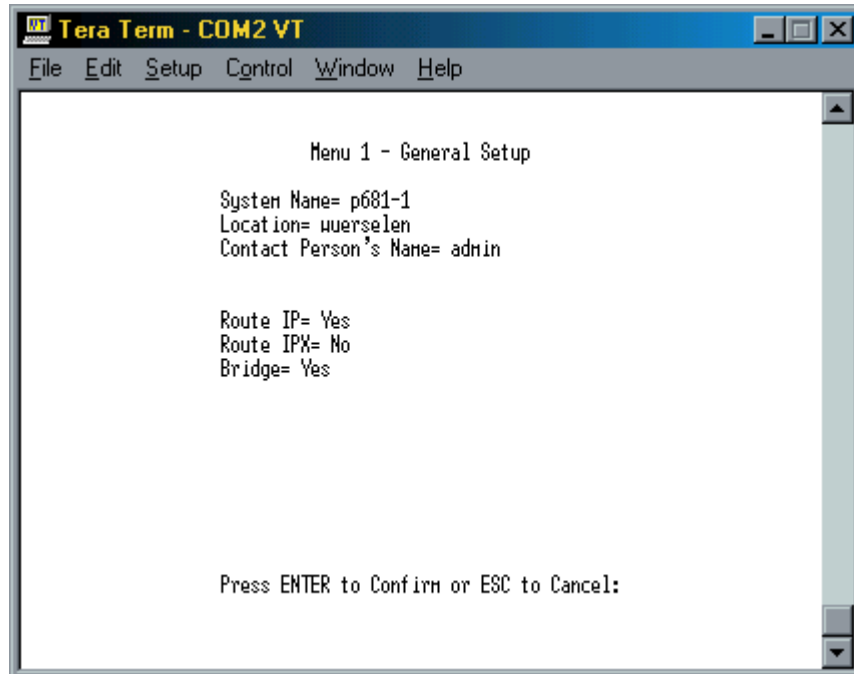 Tera Term - COM2 VT
File Edit Setup Control Window Help
Menu 1 - General Setup
System Name= p681-1
Location= wuerselen
Contact Person's Name= admin
Route IP= Yes
Route IPX= No
Bridge= Yes
Press ENTER to Confirm or ESC to Cancel: